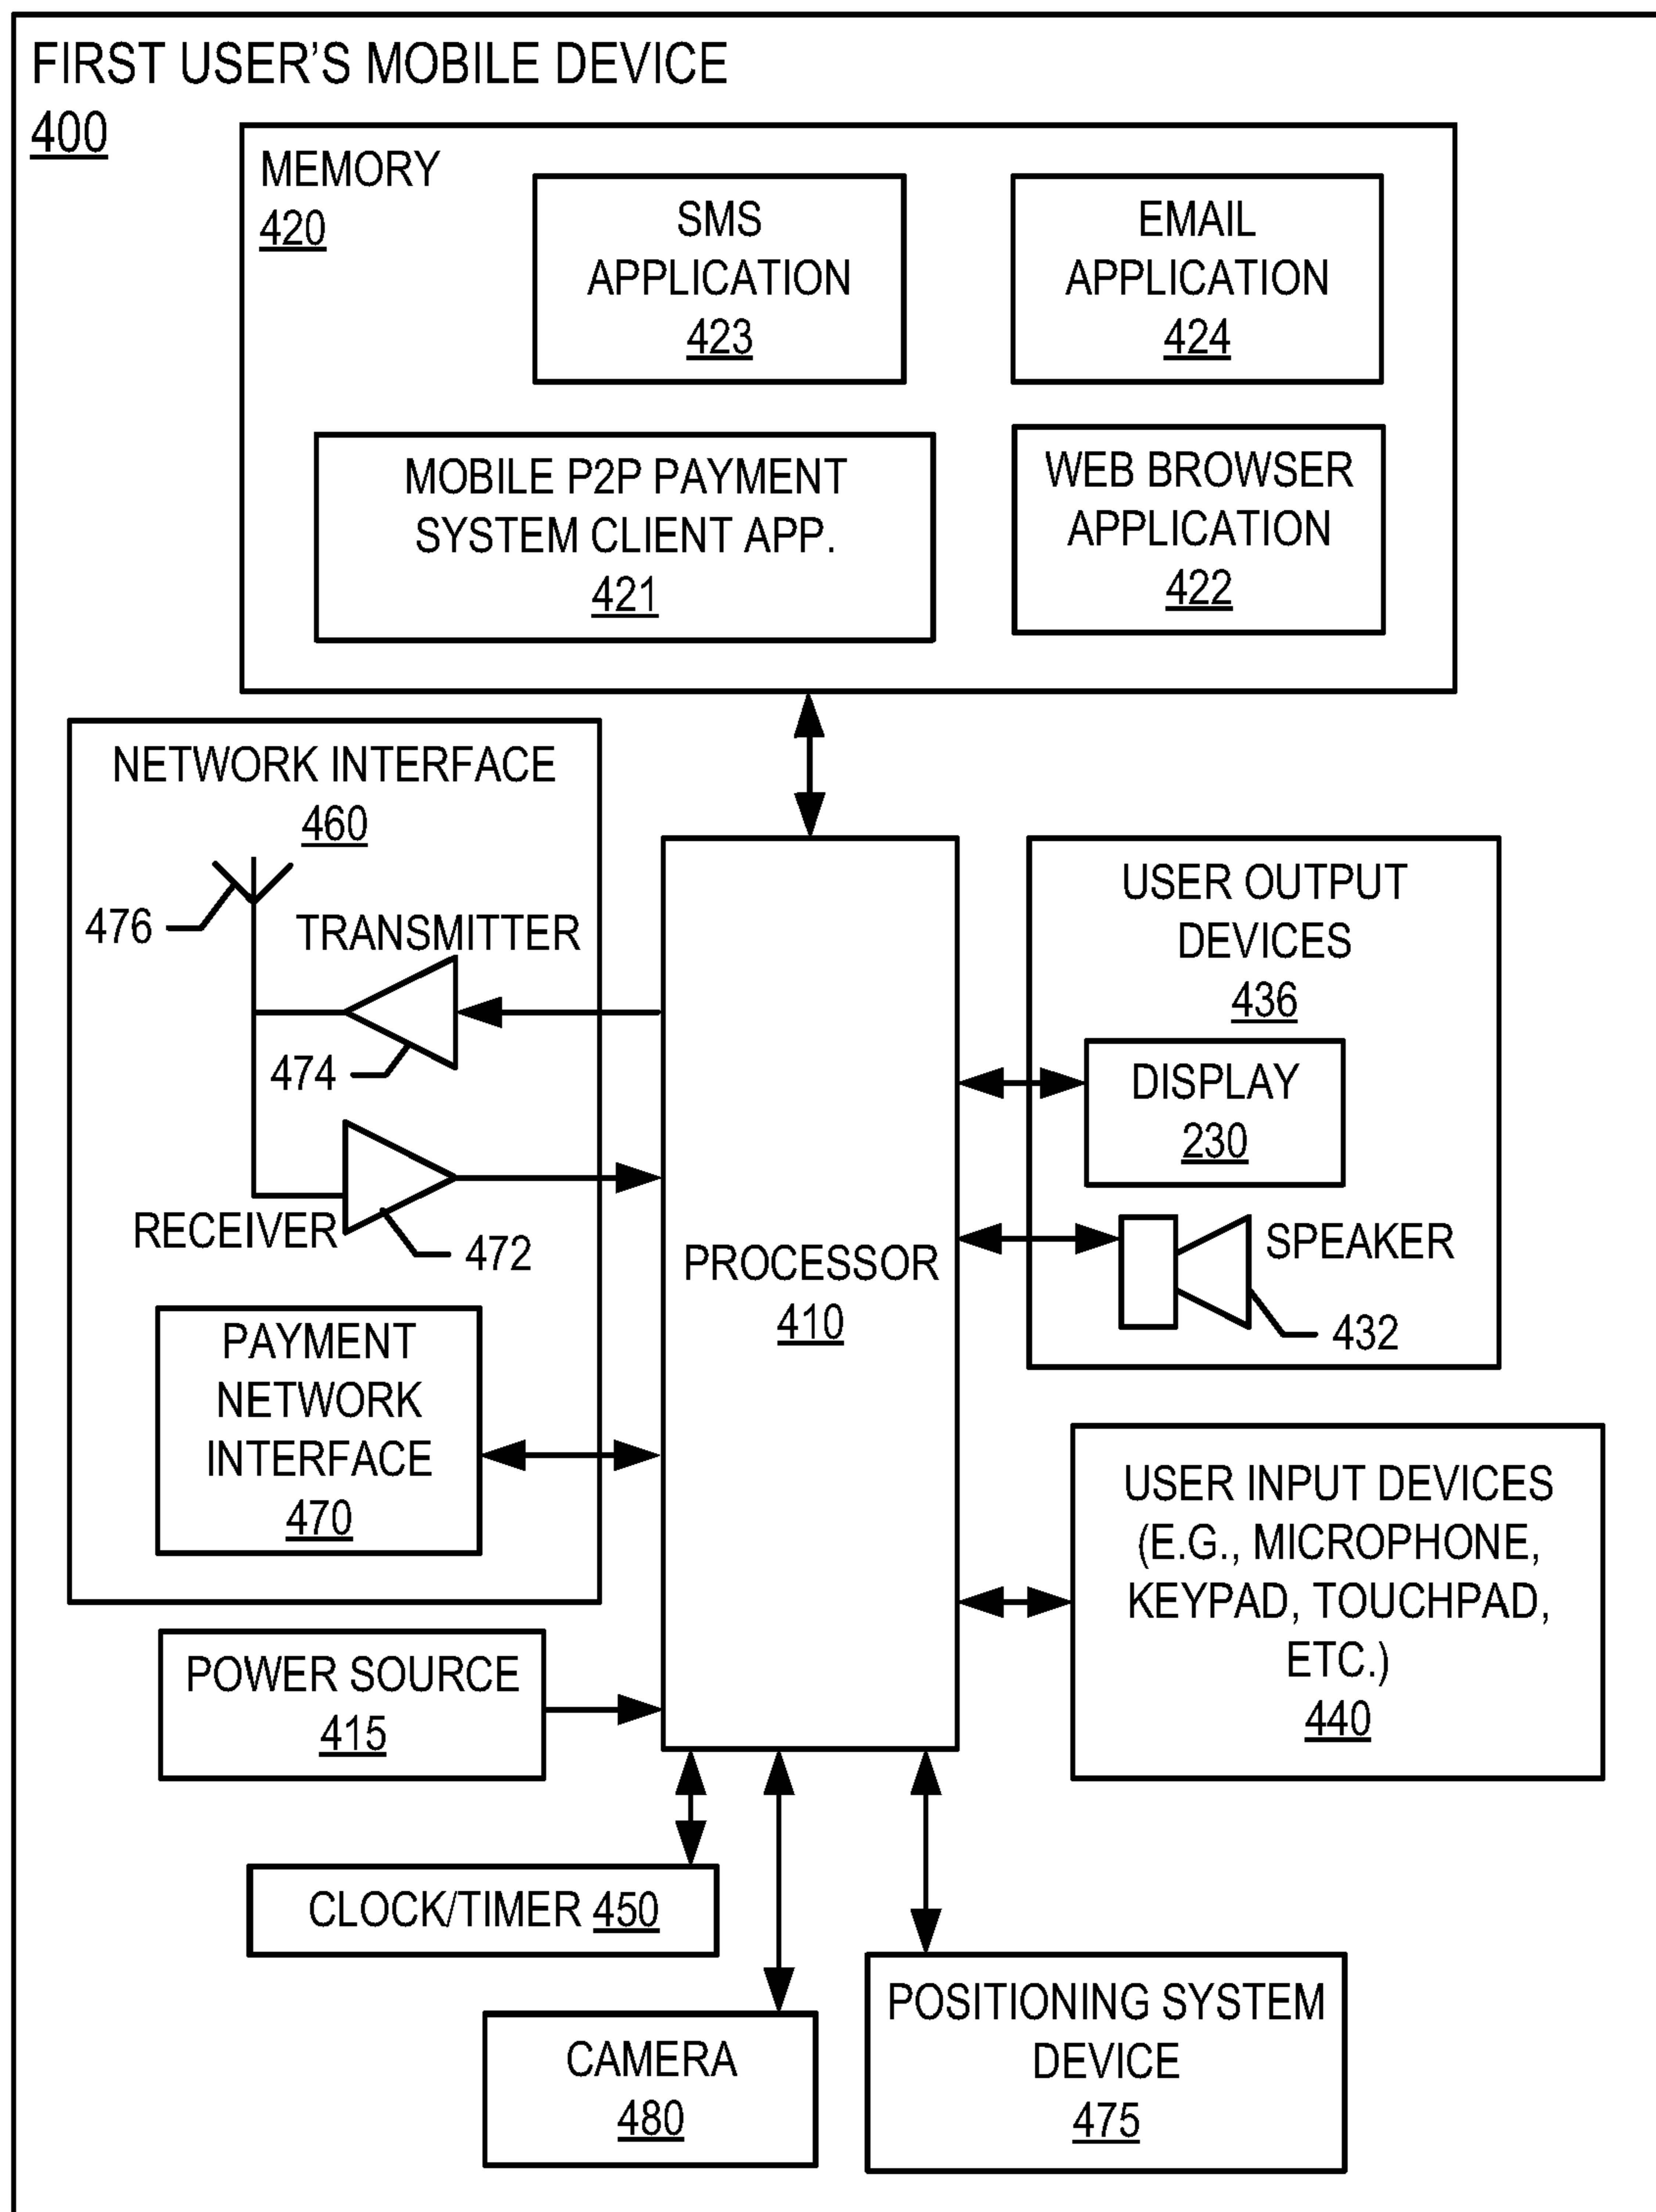 FIRST USER'S MOBILE DEVICE
400
MEMORY
420
SMS
APPLICATION
423
EMAIL
APPLICATION
424
MOBILE P2P PAYMENT
SYSTEM CLIENT APP.
421
WEB BROWSER
APPLICATION
422
NETWORK INTERFACE
460
476
TRANSMITTER
474
RECEIVER
472
PAYMENT
NETWORK
INTERFACE
470
PROCESSOR
410
USER OUTPUT
DEVICES
436
DISPLAY
230
SPEAKER
432
USER INPUT DEVICES
(E.G., MICROPHONE,
KEYPAD, TOUCHPAD,
ETC.)
440
POWER SOURCE
415
CLOCK/TIMER 450
CAMERA
480
POSITIONING SYSTEM
DEVICE
475